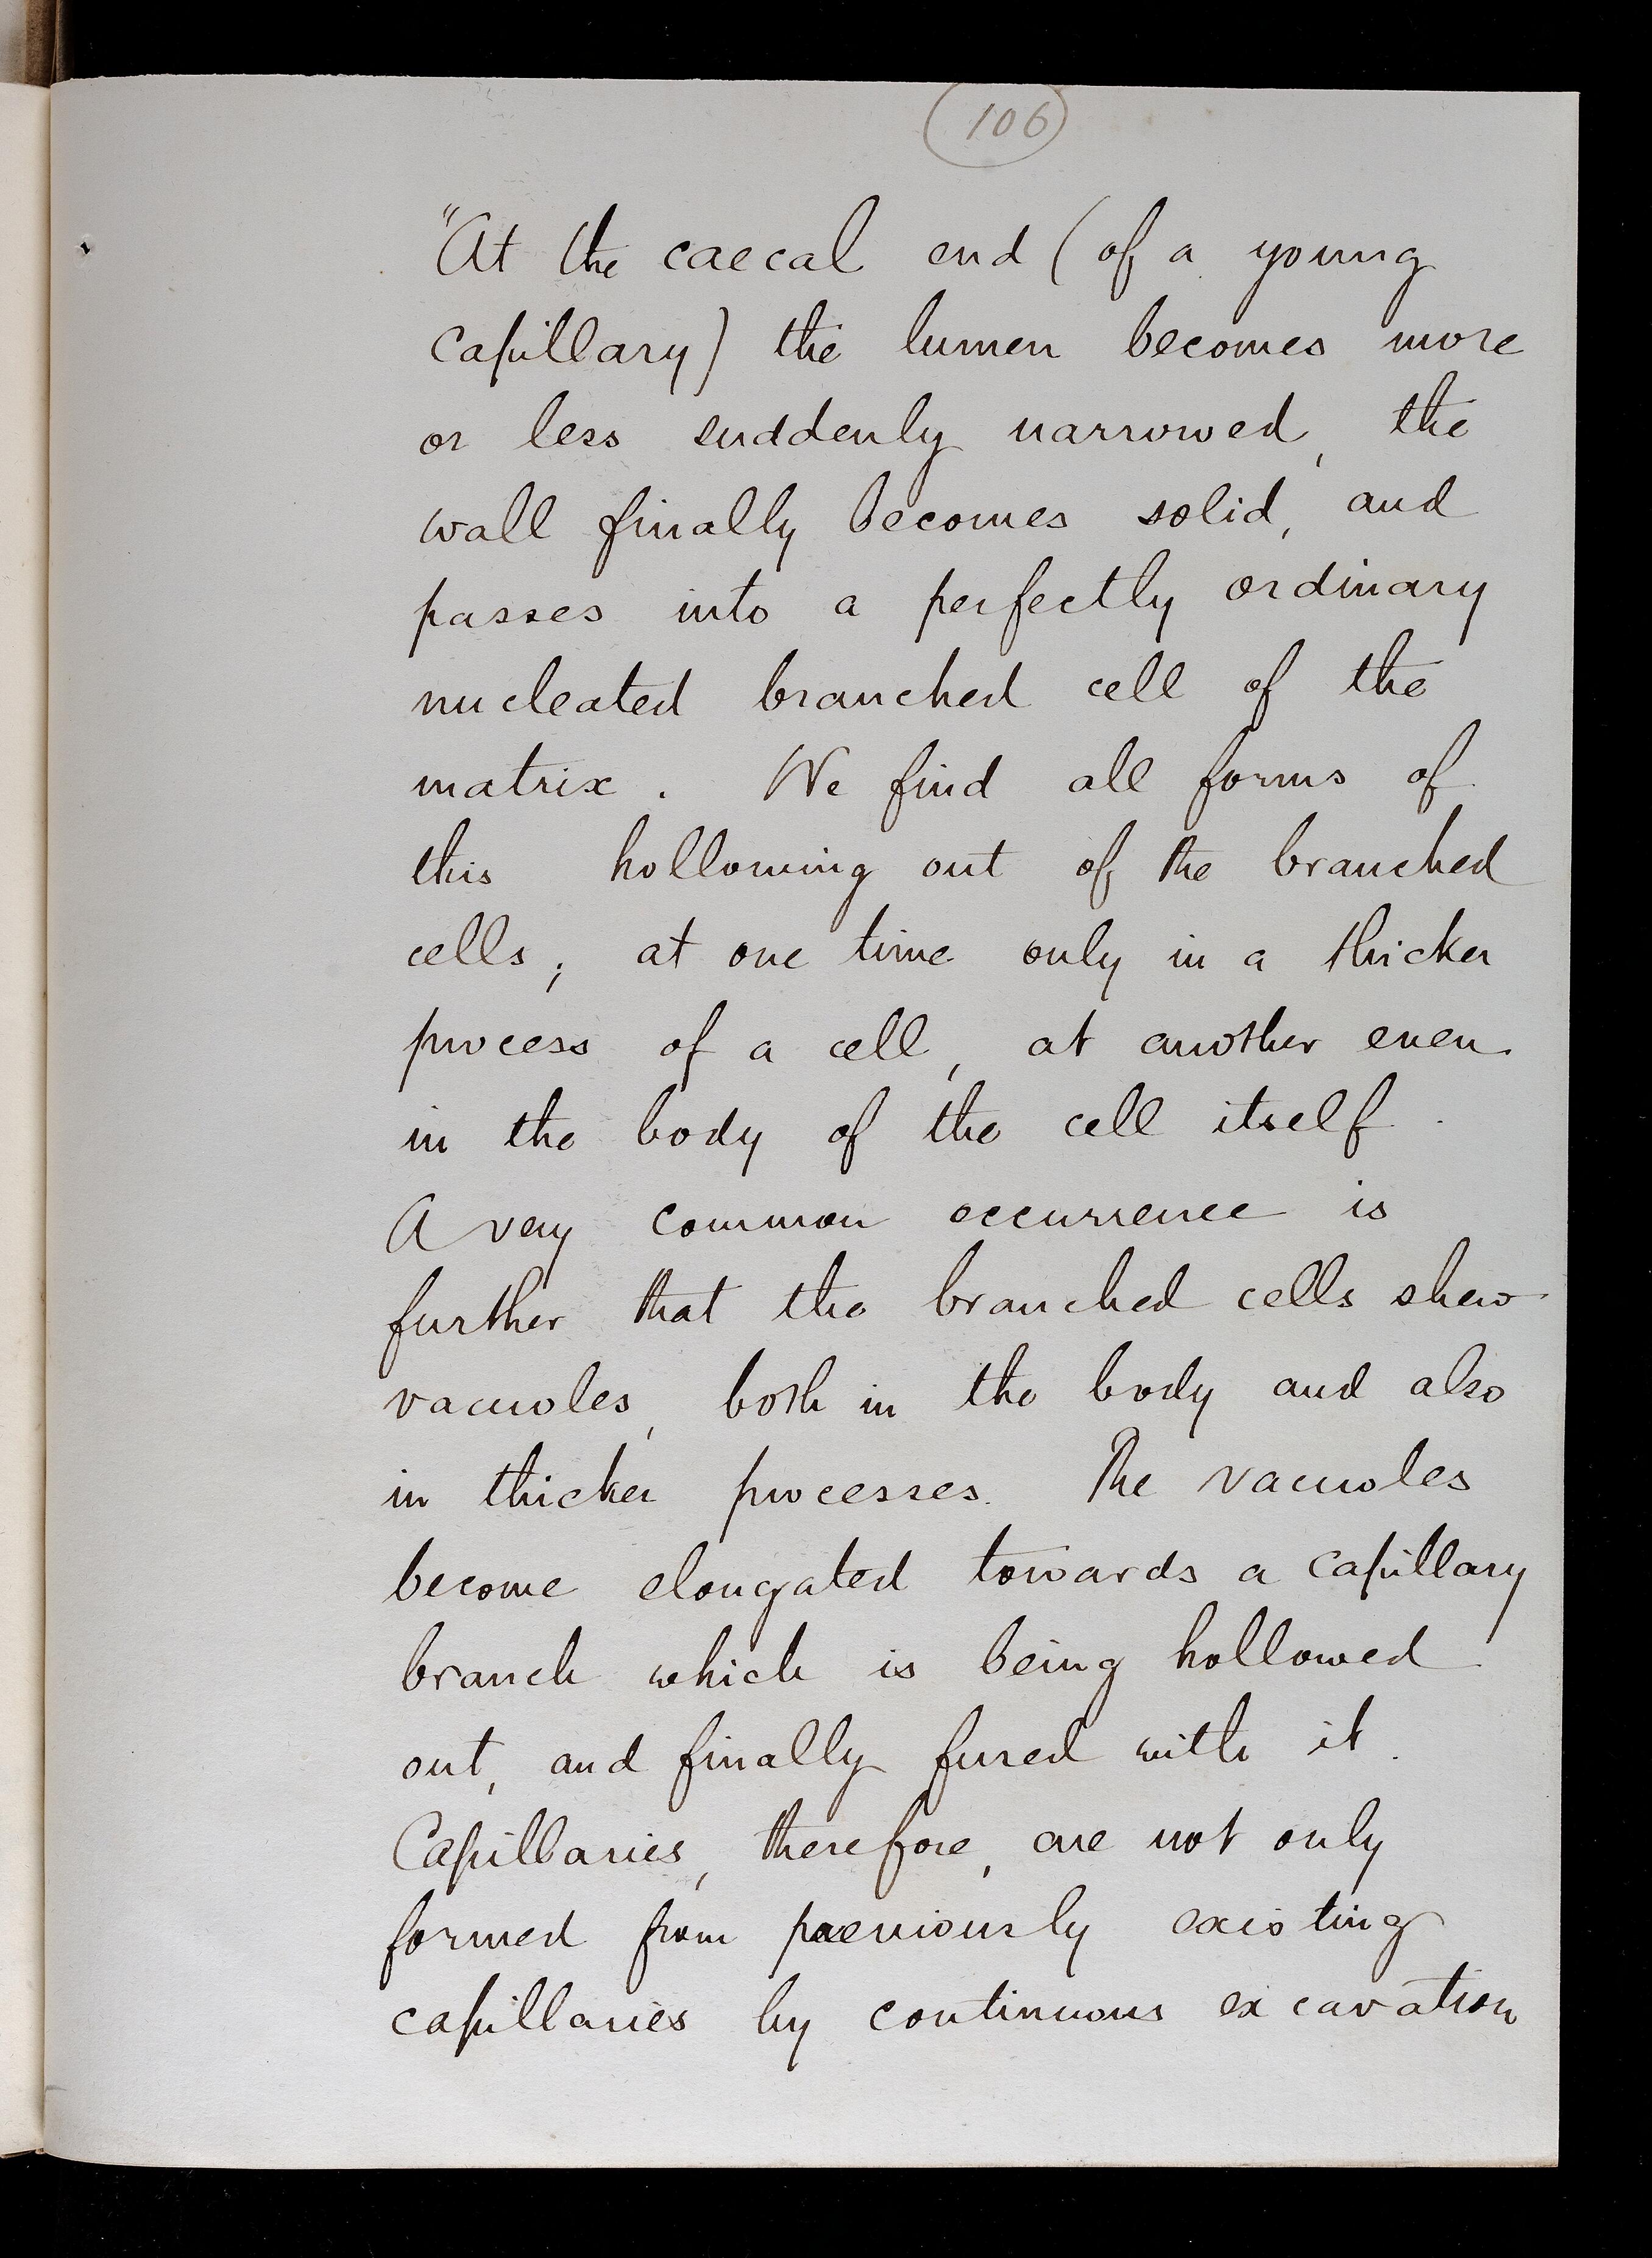 106
"At the caecal end (of a young
capillary) the lumen becomes more
or less suddenly narrowed, the
wall finally becomes solid, and
passes into a perfectly ordinary
nucleated branched cell of the
matrix. We find all forms of
this hollowing out of the branched
cells; at one time only in a thicker
process of a cell, at another even
in the body of the cell itself.
A very common occurrence is
further that the branched cells shew
vacuoles, both in the body and also
in thicker processes. The vacuoles
become elongated towards a capillary
branch which is being hollowed
out, and finally fused with it.
Capillaries, therefore, are not only
formed from praeviously existing
capillaries by continuous excavation